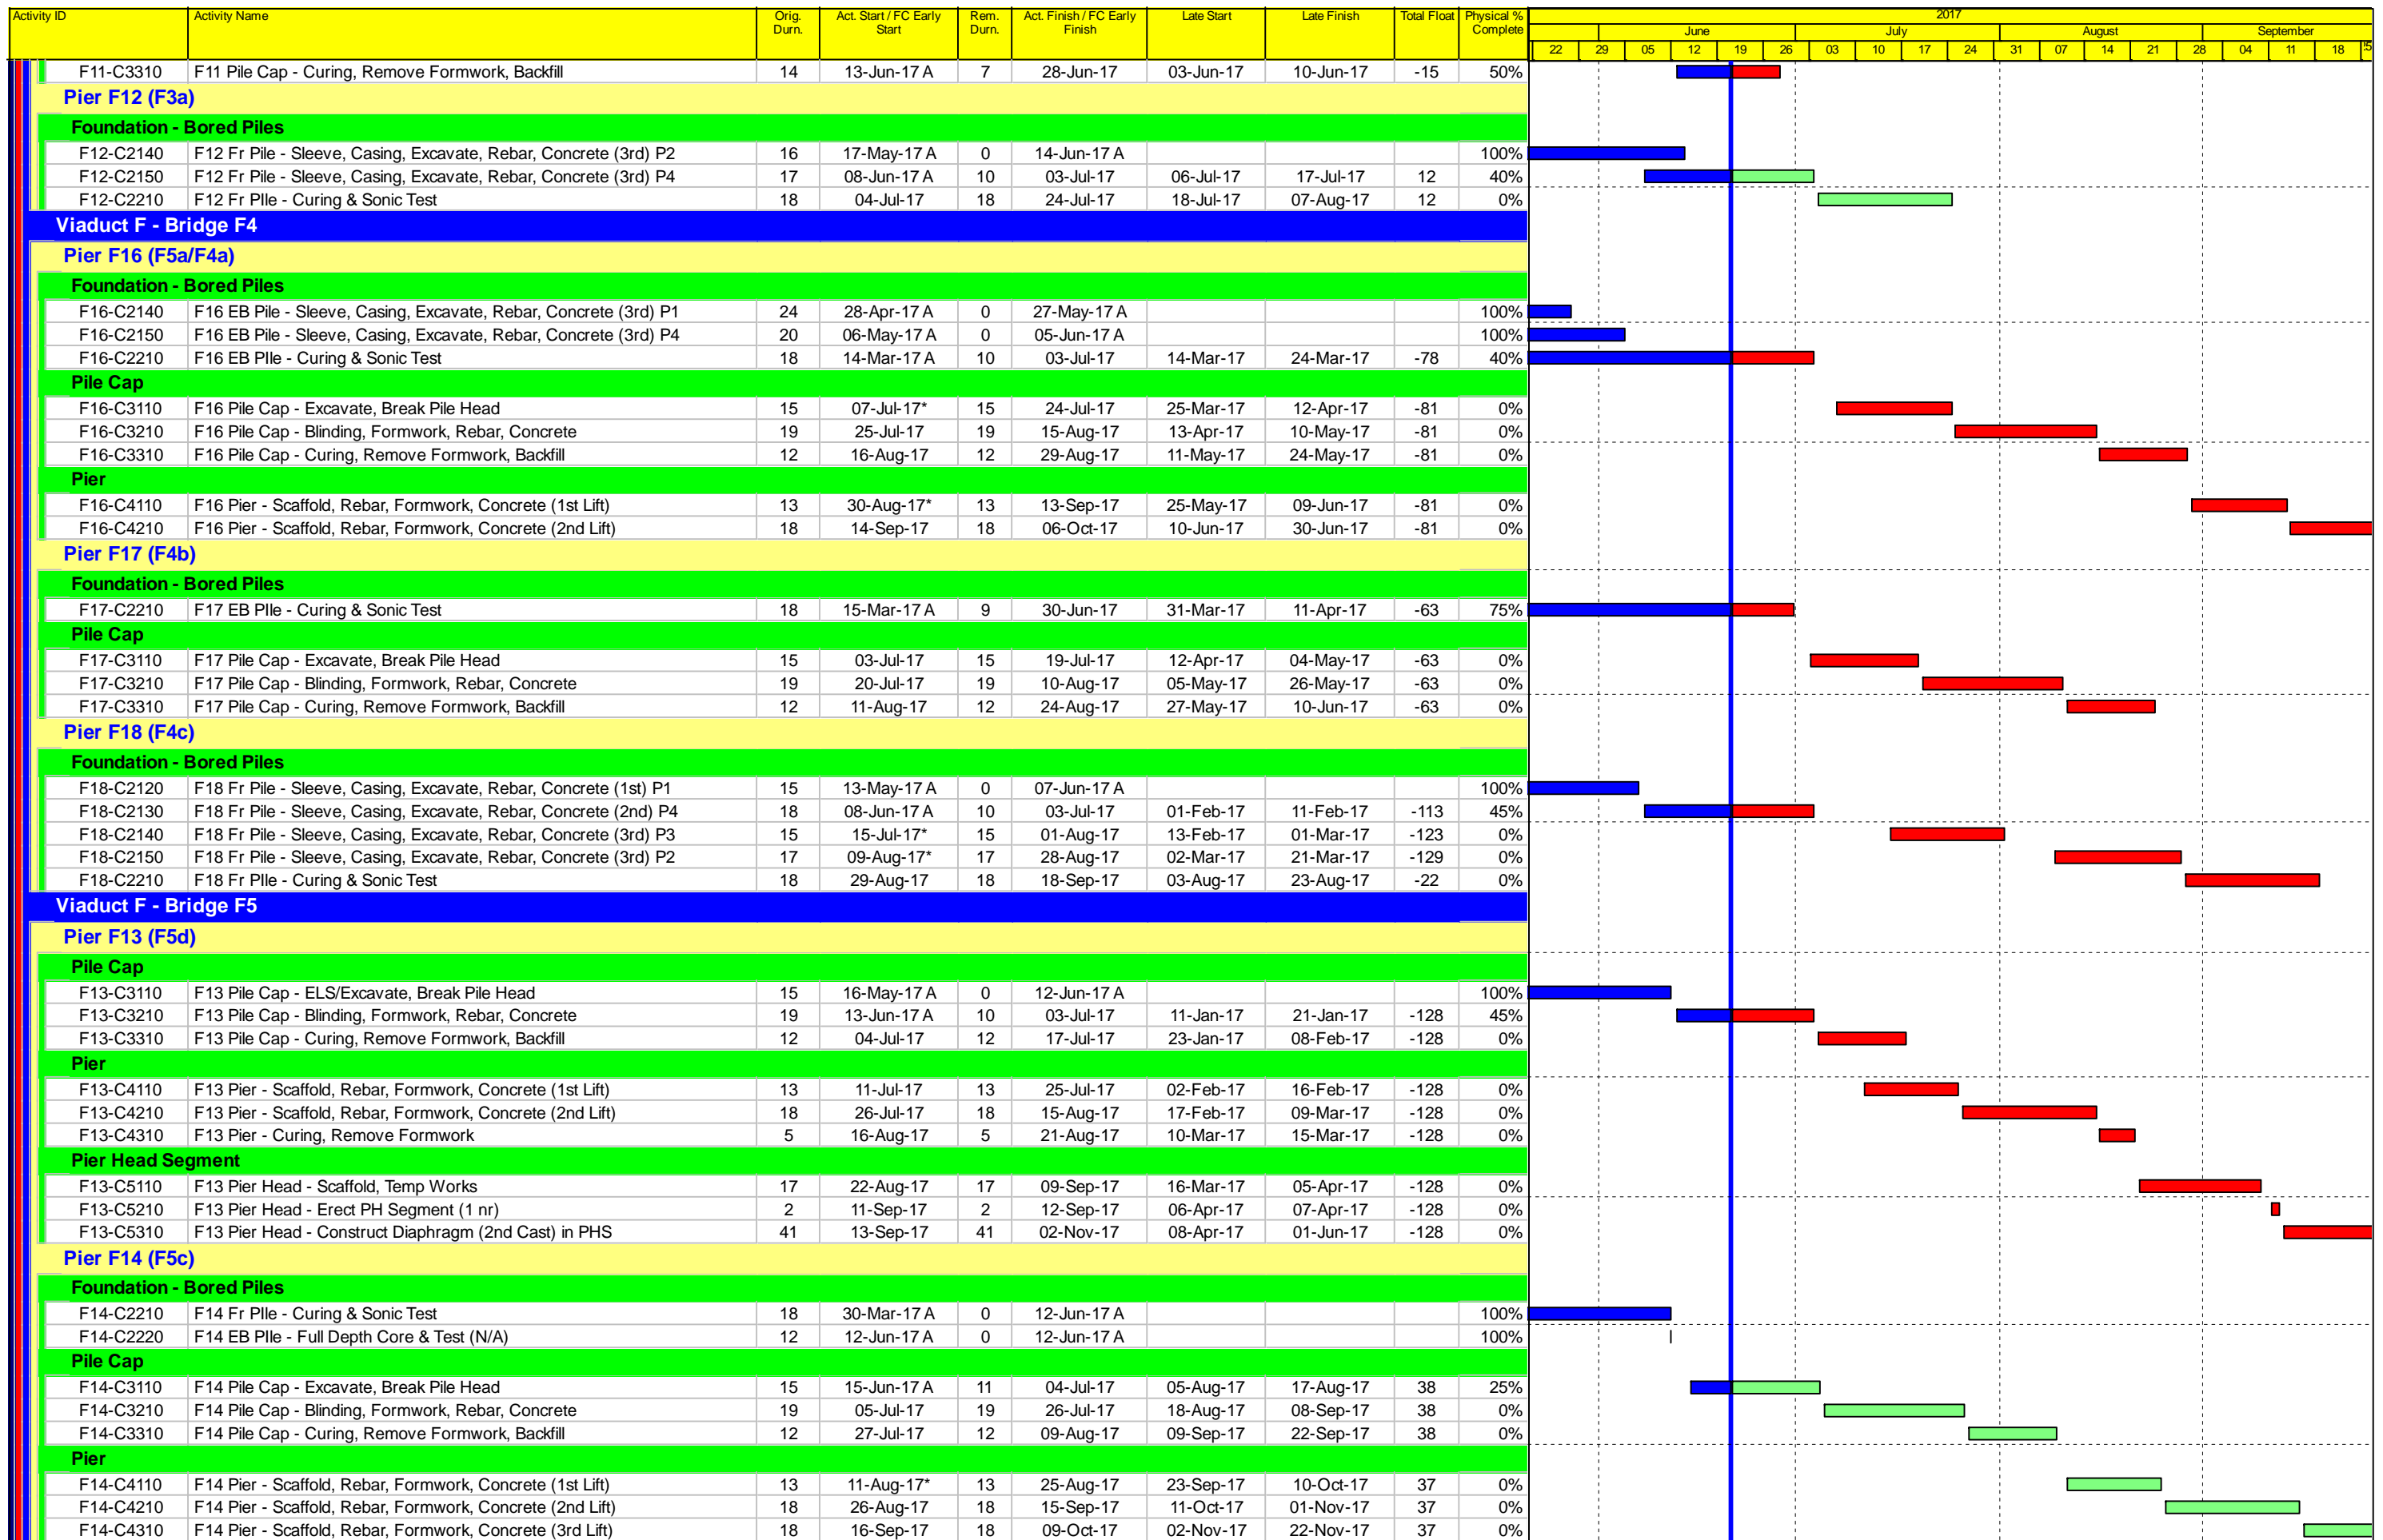 Activity ID Activity Name Orig. Durn. Act. Start / FC Early Start Rem. Durn. Act. Finish / FC Early Finish Late Start Late Finish Total Float Physical % Complete 2017
June July August September
22 29 05 12 19 26 03 10 17 24 31 07 14 21 28 04 11 18
F11-C3310 F11 Pile Cap - Curing, Remove Formwork, Backfill 14 13-Jun-17 A 7 28-Jun-17 03-Jun-17 10-Jun-17 -15 50%
Pier F12 (F3a)
Foundation - Bored Piles
F12-C2140 F12 Fr Pile - Sleeve, Casing, Excavate, Rebar, Concrete (3rd) P2 16 17-May-17 A 0 14-Jun-17 A 100%
F12-C2150 F12 Fr Pile - Sleeve, Casing, Excavate, Rebar, Concrete (3rd) P4 17 08-Jun-17 A 10 03-Jul-17 06-Jul-17 17-Jul-17 12 40%
F12-C2210 F12 Fr PIle - Curing & Sonic Test 18 04-Jul-17 18 24-Jul-17 18-Jul-17 07-Aug-17 12 0%
Viaduct F - Bridge F4
Pier F16 (F5a/F4a)
Foundation - Bored Piles
F16-C2140 F16 EB Pile - Sleeve, Casing, Excavate, Rebar, Concrete (3rd) P1 24 28-Apr-17 A 0 27-May-17 A 100%
F16-C2150 F16 EB Pile - Sleeve, Casing, Excavate, Rebar, Concrete (3rd) P4 20 06-May-17 A 0 05-Jun-17 A 100%
F16-C2210 F16 EB PIle - Curing & Sonic Test 18 14-Mar-17 A 10 03-Jul-17 14-Mar-17 24-Mar-17 -78 40%
Pile Cap
F16-C3110 F16 Pile Cap - Excavate, Break Pile Head 15 07-Jul-17* 15 24-Jul-17 25-Mar-17 12-Apr-17 -81 0%
F16-C3210 F16 Pile Cap - Blinding, Formwork, Rebar, Concrete 19 25-Jul-17 19 15-Aug-17 13-Apr-17 10-May-17 -81 0%
F16-C3310 F16 Pile Cap - Curing, Remove Formwork, Backfill 12 16-Aug-17 12 29-Aug-17 11-May-17 24-May-17 -81 0%
Pier
F16-C4110 F16 Pier - Scaffold, Rebar, Formwork, Concrete (1st Lift) 13 30-Aug-17* 13 13-Sep-17 25-May-17 09-Jun-17 -81 0%
F16-C4210 F16 Pier - Scaffold, Rebar, Formwork, Concrete (2nd Lift) 18 14-Sep-17 18 06-Oct-17 10-Jun-17 30-Jun-17 -81 0%
Pier F17 (F4b)
Foundation - Bored Piles
F17-C2210 F17 EB PIle - Curing & Sonic Test 18 15-Mar-17 A 9 30-Jun-17 31-Mar-17 11-Apr-17 -63 75%
Pile Cap
F17-C3110 F17 Pile Cap - Excavate, Break Pile Head 15 03-Jul-17 15 19-Jul-17 12-Apr-17 04-May-17 -63 0%
F17-C3210 F17 Pile Cap - Blinding, Formwork, Rebar, Concrete 19 20-Jul-17 19 10-Aug-17 05-May-17 26-May-17 -63 0%
F17-C3310 F17 Pile Cap - Curing, Remove Formwork, Backfill 12 11-Aug-17 12 24-Aug-17 27-May-17 10-Jun-17 -63 0%
Pier F18 (F4c)
Foundation - Bored Piles
F18-C2120 F18 Fr Pile - Sleeve, Casing, Excavate, Rebar, Concrete (1st) P1 15 13-May-17 A 0 07-Jun-17 A 100%
F18-C2130 F18 Fr Pile - Sleeve, Casing, Excavate, Rebar, Concrete (2nd) P4 18 08-Jun-17 A 10 03-Jul-17 01-Feb-17 11-Feb-17 -113 45%
F18-C2140 F18 Fr Pile - Sleeve, Casing, Excavate, Rebar, Concrete (3rd) P3 15 15-Jul-17* 15 01-Aug-17 13-Feb-17 01-Mar-17 -123 0%
F18-C2150 F18 Fr Pile - Sleeve, Casing, Excavate, Rebar, Concrete (3rd) P2 17 09-Aug-17* 17 28-Aug-17 02-Mar-17 21-Mar-17 -129 0%
F18-C2210 F18 Fr PIle - Curing & Sonic Test 18 29-Aug-17 18 18-Sep-17 03-Aug-17 23-Aug-17 -22 0%
Viaduct F - Bridge F5
Pier F13 (F5d)
Pile Cap
F13-C3110 F13 Pile Cap - ELS/Excavate, Break Pile Head 15 16-May-17 A 0 12-Jun-17 A 100%
F13-C3210 F13 Pile Cap - Blinding, Formwork, Rebar, Concrete 19 13-Jun-17 A 10 03-Jul-17 11-Jan-17 21-Jan-17 -128 45%
F13-C3310 F13 Pile Cap - Curing, Remove Formwork, Backfill 12 04-Jul-17 12 17-Jul-17 23-Jan-17 08-Feb-17 -128 0%
Pier
F13-C4110 F13 Pier - Scaffold, Rebar, Formwork, Concrete (1st Lift) 13 11-Jul-17 13 25-Jul-17 02-Feb-17 16-Feb-17 -128 0%
F13-C4210 F13 Pier - Scaffold, Rebar, Formwork, Concrete (2nd Lift) 18 26-Jul-17 18 15-Aug-17 17-Feb-17 09-Mar-17 -128 0%
F13-C4310 F13 Pier - Curing, Remove Formwork 5 16-Aug-17 5 21-Aug-17 10-Mar-17 15-Mar-17 -128 0%
Pier Head Segment
F13-C5110 F13 Pier Head - Scaffold, Temp Works 17 22-Aug-17 17 09-Sep-17 16-Mar-17 05-Apr-17 -128 0%
F13-C5210 F13 Pier Head - Erect PH Segment (1 nr) 2 11-Sep-17 2 12-Sep-17 06-Apr-17 07-Apr-17 -128 0%
F13-C5310 F13 Pier Head - Construct Diaphragm (2nd Cast) in PHS 41 13-Sep-17 41 02-Nov-17 08-Apr-17 01-Jun-17 -128 0%
Pier F14 (F5c)
Foundation - Bored Piles
F14-C2210 F14 Fr PIle - Curing & Sonic Test 18 30-Mar-17 A 0 12-Jun-17 A 100%
F14-C2220 F14 EB PIle - Full Depth Core & Test (N/A) 12 12-Jun-17 A 0 12-Jun-17 A 100%
Pile Cap
F14-C3110 F14 Pile Cap - Excavate, Break Pile Head 15 15-Jun-17 A 11 04-Jul-17 05-Aug-17 17-Aug-17 38 25%
F14-C3210 F14 Pile Cap - Blinding, Formwork, Rebar, Concrete 19 05-Jul-17 19 26-Jul-17 18-Aug-17 08-Sep-17 38 0%
F14-C3310 F14 Pile Cap - Curing, Remove Formwork, Backfill 12 27-Jul-17 12 09-Aug-17 09-Sep-17 22-Sep-17 38 0%
Pier
F14-C4110 F14 Pier - Scaffold, Rebar, Formwork, Concrete (1st Lift) 13 11-Aug-17* 13 25-Aug-17 23-Sep-17 10-Oct-17 37 0%
F14-C4210 F14 Pier - Scaffold, Rebar, Formwork, Concrete (2nd Lift) 18 26-Aug-17 18 15-Sep-17 11-Oct-17 01-Nov-17 37 0%
F14-C4310 F14 Pier - Scaffold, Rebar, Formwork, Concrete (3rd Lift) 18 16-Sep-17 18 09-Oct-17 02-Nov-17 22-Nov-17 37 0%